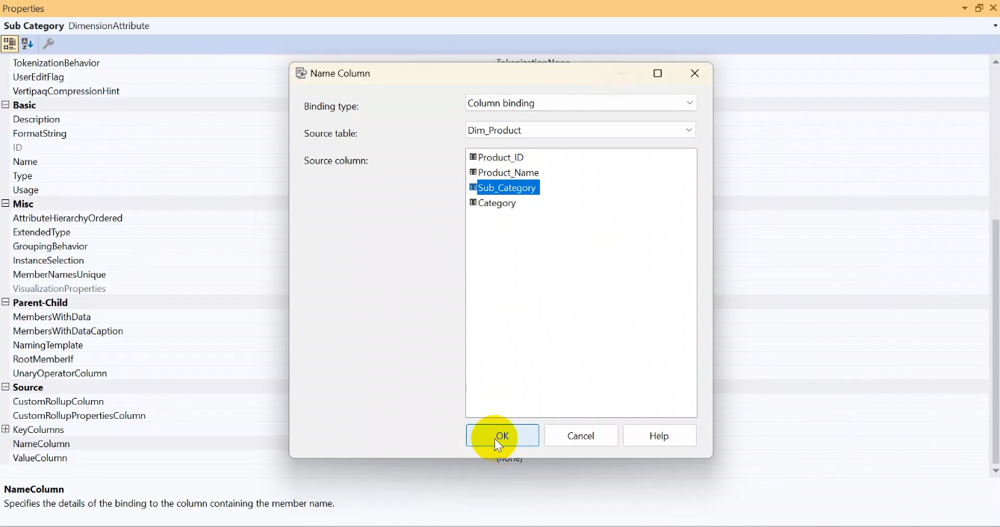 Properties
Sub Category DimensionAttribute
TokenizationBehavior
UserEditFlag
VertipaqCompressionHint
Basic
Description
FormatString
ID
Name
Type
Usage
Misc
AttributeHierarchyOrdered
ExtendedType
GroupingBehavior
InstanceSelection
MemberNamesUnique
VisualizationProperties
Parent-Child
MembersWithData
MembersWithDataCaption
NamingTemplate
RootMemberIf
UnaryOperatorColumn
Source
CustomRollupColumn
CustomRollupPropertiesColumn
KeyColumns
NameColumn
ValueColumn
TokenizationNone
Name Column
Binding type: Column binding
Source table: Dim_Product
Source column:
Product_ID
Product_Name
Sub_Category
Category
OK Cancel Help
(none)
NameColumn
Specifies the details of the binding to the column containing the member name.